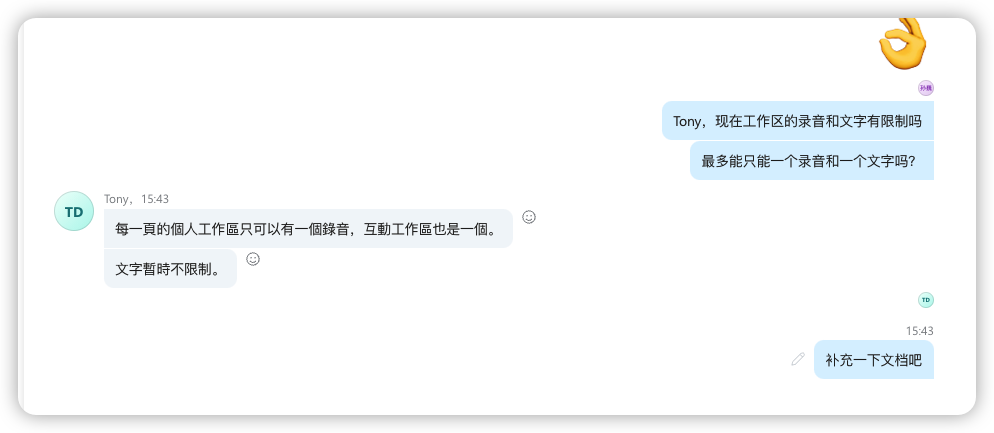 孙魏
Tony，现在工作区的录音和文字有限制吗
最多能只能一个录音和一个文字吗？
TD
Tony，15:43
每一頁的個人工作區只可以有一個錄音，互動工作區也是一個。
文字暫時不限制。
TD
15:43
补充一下文档吧